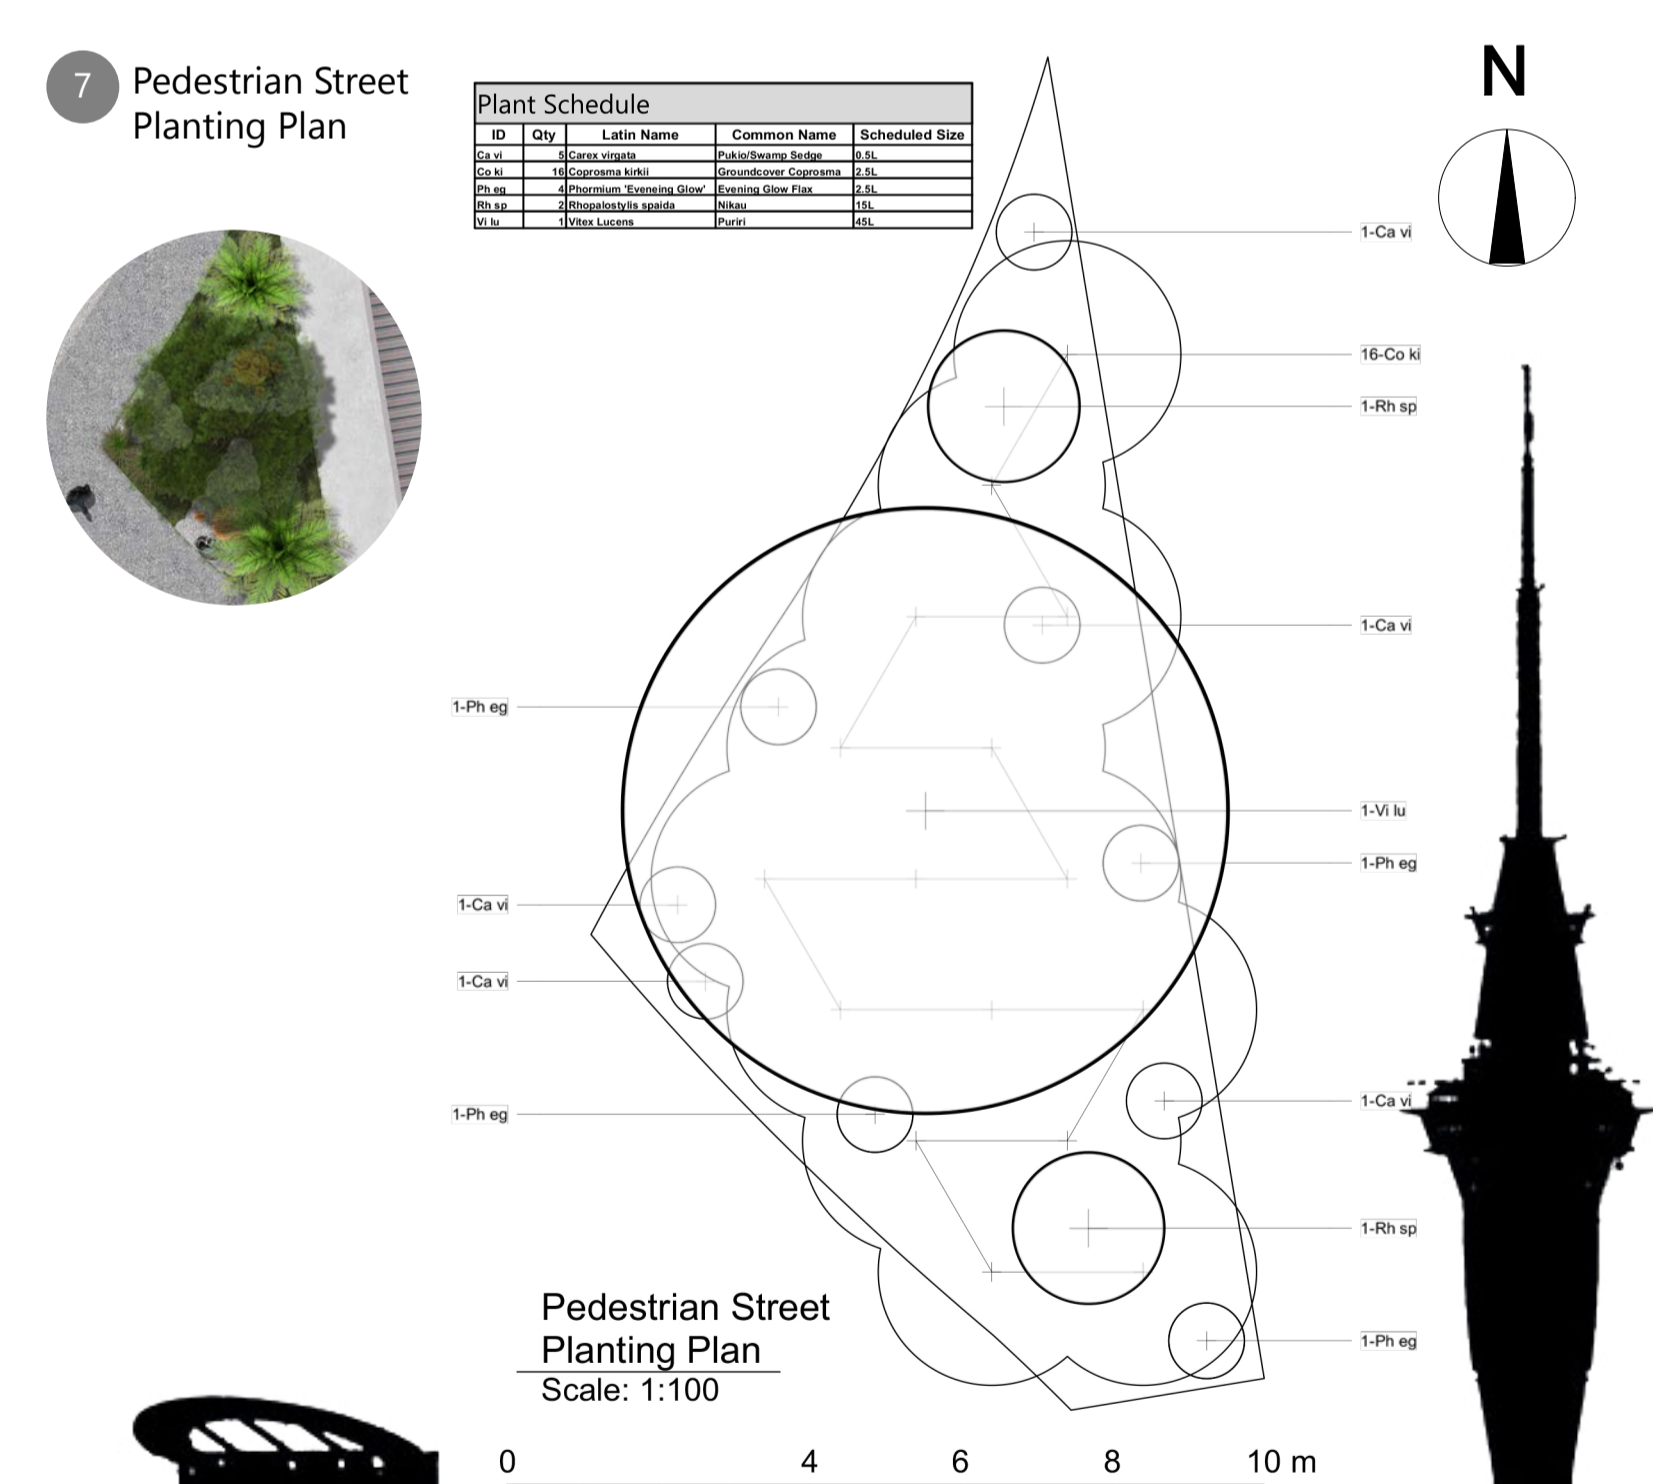 7
Pedestrian Street
Planting Plan
Plant Schedule
ID Qty Latin Name Common Name Scheduled Size
Ca vi 5 Carex virgata Pukio/Swamp Sedge 0.5L
Co ki 16 Coprosma kirkii Groundcover Coprosma 2.5L
Ph eg 4 Phormium 'Eveneing Glow' Evening Glow Flax 2.5L
Rh sp 2 Rhopalostylis spaida Nikau 15L
Vi lu 1 Vitex Lucens Puriri 45L
N
1-Ca vi
16-Co ki
1-Rh sp
1-Ca vi
1-Ph eg
1-Vi lu
1-Ph eg
1-Ca vi
1-Ca vi
1-Ca vi
1-Ph eg
1-Rh sp
1-Ph eg
Pedestrian Street
Planting Plan
Scale: 1:100
0 4 6 8 10 m